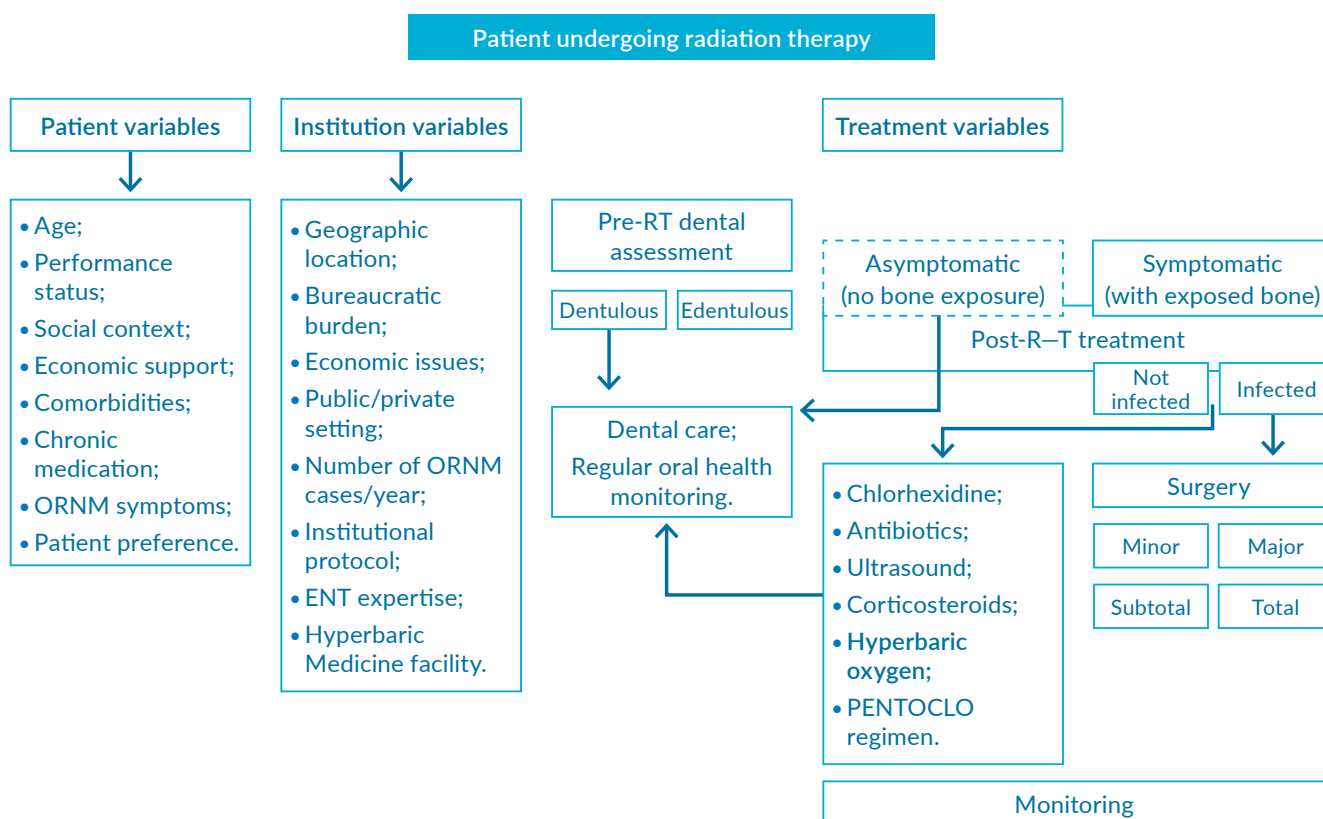 Patient undergoing radiation therapy
Patient variables
• Age;
• Performance
status;
• Social context;
• Economic support;
• Comorbidities;
• Chronic
medication;
• ORNM symptoms;
• Patient preference.
Institution variables
• Geographic
location;
• Bureaucratic
burden;
• Economic issues;
• Public/private
setting;
• Number of ORNM
cases/year;
• Institutional
protocol;
• ENT expertise;
• Hyperbaric
Medicine facility.
Treatment variables
Pre-RT dental
assessment
Dentulous
Edentulous
Dental care;
Regular oral health
monitoring.
Asymptomatic
(no bone exposure)
Symptomatic
(with exposed bone)
Post-R—T treatment
Not
infected
Infected
• Chlorhexidine;
• Antibiotics;
• Ultrasound;
• Corticosteroids;
• Hyperbaric
oxygen;
• PENTOCLO
regimen.
Surgery
Minor
Major
Subtotal
Total
Monitoring